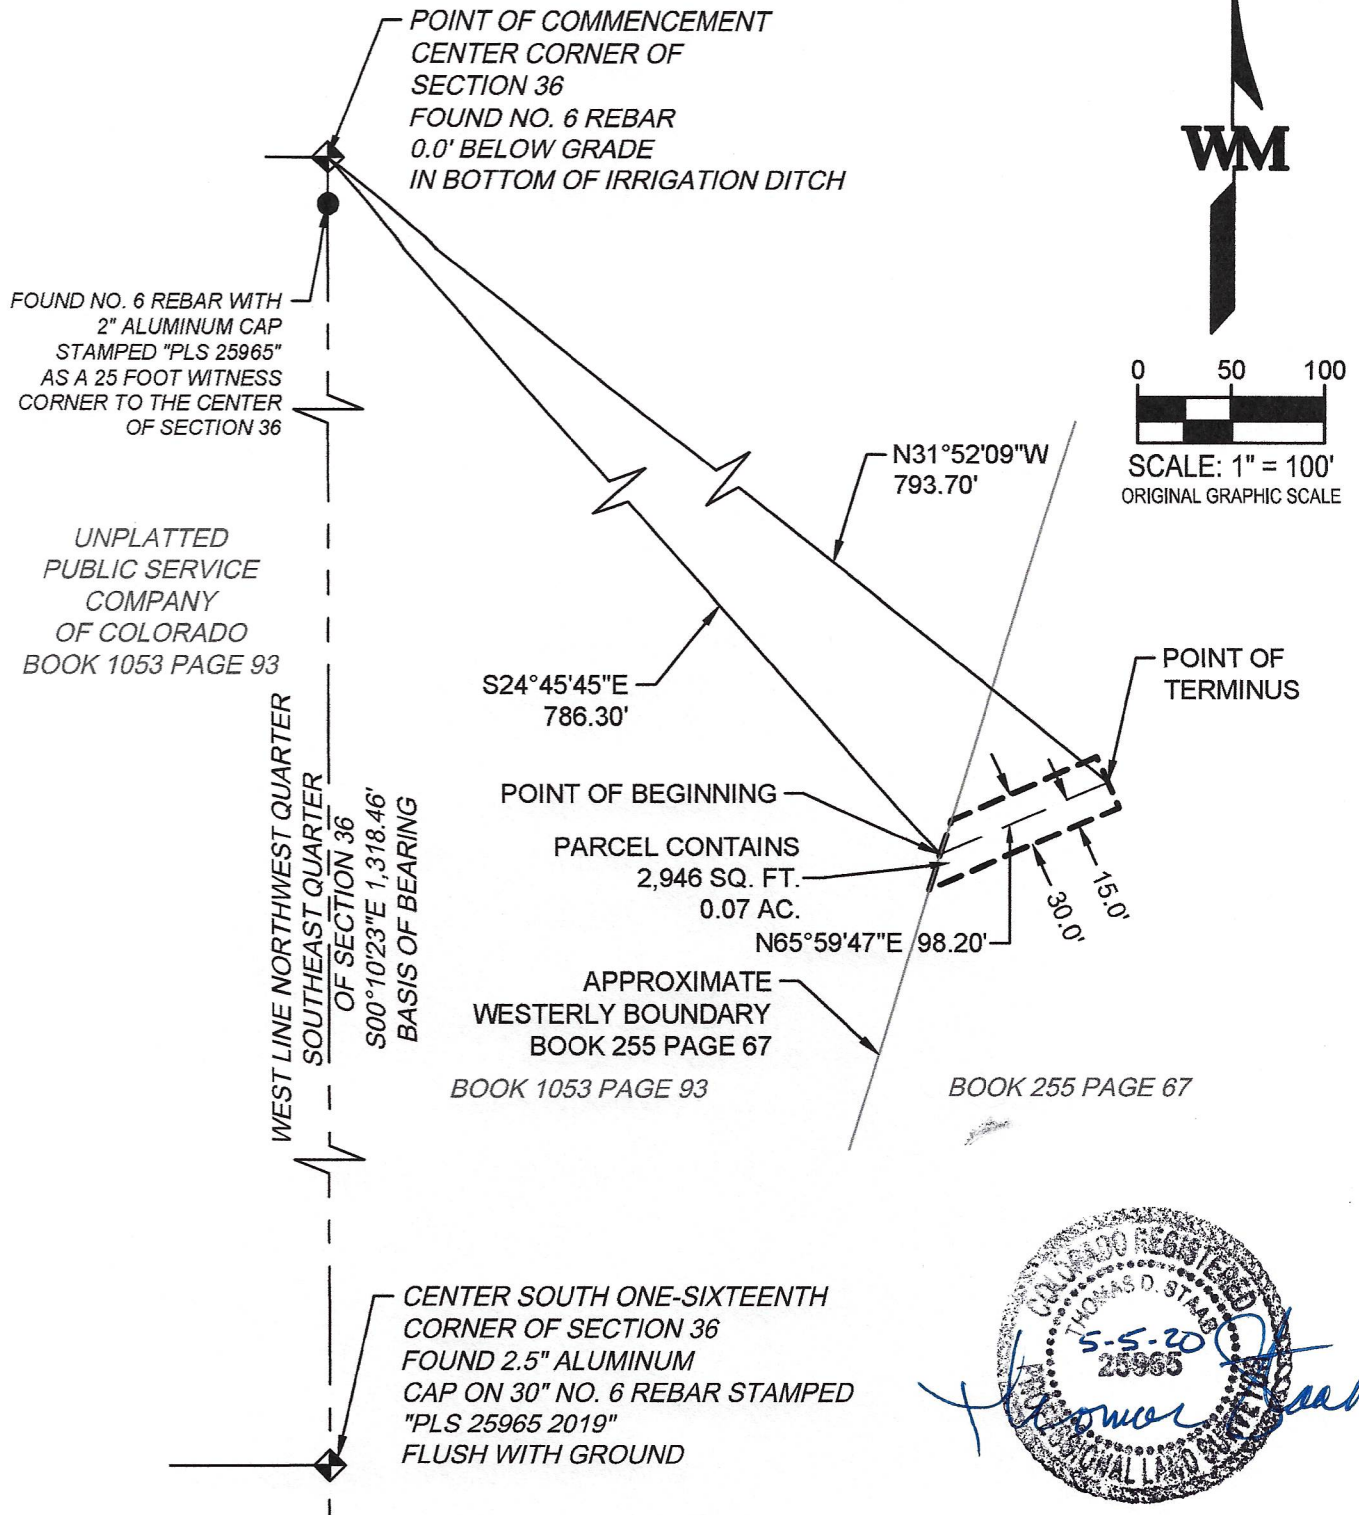 POINT OF COMMENCEMENT
CENTER CORNER OF
SECTION 36
FOUND NO. 6 REBAR
0.0' BELOW GRADE
IN BOTTOM OF IRRIGATION DITCH
WM
FOUND NO. 6 REBAR WITH
2" ALUMINUM CAP
STAMPED "PLS 25965"
AS A 25 FOOT WITNESS
CORNER TO THE CENTER
OF SECTION 36
0 50 100
SCALE: 1" = 100'
ORIGINAL GRAPHIC SCALE
N31°52'09"W
793.70'
UNPLATTED
PUBLIC SERVICE
COMPANY
OF COLORADO
BOOK 1053 PAGE 93
S24°45'45"E
786.30'
POINT OF
TERMINUS
WEST LINE NORTHWEST QUARTER
SOUTHEAST QUARTER
OF SECTION 36
S00°10'23"E 1,318.46'
BASIS OF BEARING
POINT OF BEGINNING
PARCEL CONTAINS
2,946 SQ. FT.
0.07 AC.
15.0'
30.0'
N65°59'47"E 98.20'
APPROXIMATE
WESTERLY BOUNDARY
BOOK 255 PAGE 67
BOOK 1053 PAGE 93
BOOK 255 PAGE 67
CENTER SOUTH ONE-SIXTEENTH
CORNER OF SECTION 36
FOUND 2.5" ALUMINUM
CAP ON 30" NO. 6 REBAR STAMPED
"PLS 25965 2019"
FLUSH WITH GROUND
COLORADO REGISTERED
THOMAS D. STAAB
5-5-20
25965
PROFESSIONAL LAND SURVEYOR
Thomas Staab